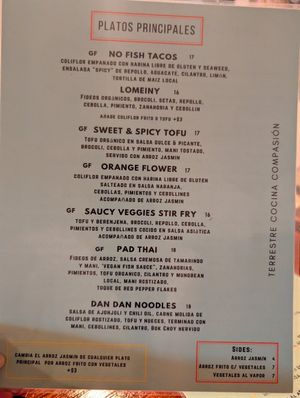 PLATOS PRINCIPALES
GF NO FISH TACOS 17
COLIFLOR EMPANADO CON HARINA LIBRE DE GLUTEN Y SEAWEED,
ENSALADA "SPICY" DE REPOLLO, AGUACATE, CILANTRO, LIMÓN,
TORTILLA DE MAIZ LOCAL
LOMEINY 16
FIDEOS ORGÁNICOS, BROCOLI, SETAS, REPOLLO,
CEBOLLA, PIMIENTO, ZANAHORIA Y CEBOLLIN
AÑADE COLIFLOR FRITO O TOFU +$3
GF SWEET & SPICY TOFU 17
TOFU ORGÁNICO EN SALSA DULCE & PICANTE,
BROCOLI, CEBOLLA & PIMIENTO, MANI TOSTADO,
SERVIDO CON ARROZ JASMIN
GF ORANGE FLOWER 17
COLIFLOR EMPANADO CON HARINA LIBRE DE GLUTEN
SALTEADO EN SALSA NARANJA,
CEBOLLAS, PIMIENTOS Y CEBOLLINES
ACOMPAÑADO DE ARROZ JASMIN
GF SAUCY VEGGIES STIR FRY 16
TOFU Y BERENJENA, BROCOLI, REPOLLO, CEBOLLA,
PIMIENTOS Y CEBOLLINES COCIDO EN SALSA ASIÁTICA
ACOMPAÑADO DE ARROZ JASMIN
GF PAD THAI 18
FIDEOS DE ARROZ, SALSA CREMOSA DE TAMARINDO
Y MANI, "VEGAN FISH SAUCE", ZANAHORIAS,
PIMIENTOS, TOFU ORGANICO, CILANTRO Y MUNGBEAN
LOCAL, MANI ROSTIZADO,
TOQUE DE RED PEPPER FLAKES
DAN DAN NOODLES 18
SALSA DE AJONJOLI Y CHILI OIL, CARNE MOLIDA DE
COLIFLOR ROSTIZADO, TOFU Y NUECES, TERMINADO CON
MANI, CEBOLLINES, CILANTRO, BOK CHOY HERVIDO
TERRESTRE COCINA COMPASIÓN
CAMBIA EL ARROZ JASMIN DE CUALQUIER PLATO
PRINCIPAL POR ARROZ FRITO CON VEGETALES
+$3
SIDES:
ARROZ JASMIN 4
ARROZ FRITO C/ VEGETALES 7
VEGETALES AL VAPOR 7